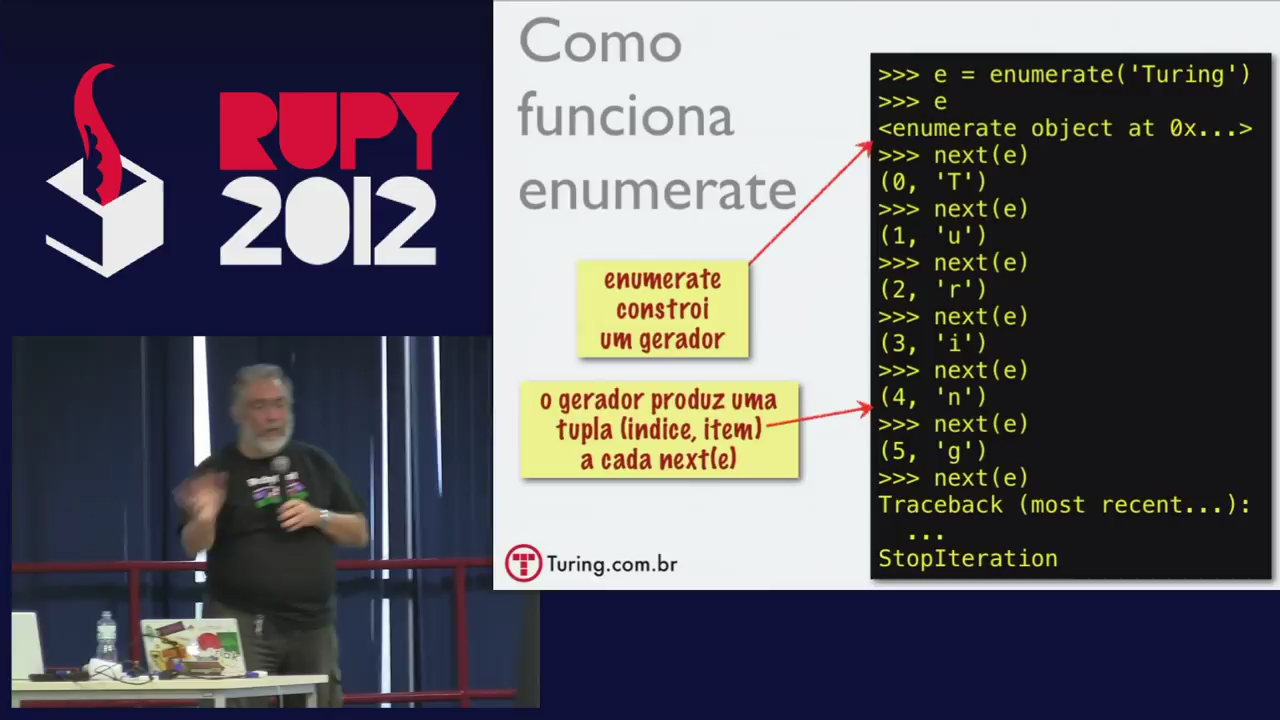 RUPY
2012
Como
funciona
enumerate
enumerate
constroi
um gerador
o gerador produz uma
tupla (indice, item)
a cada next(e)
Turing.com.br
>>> e = enumerate('Turing')
>>> e
<enumerate object at 0x...>
>>> next(e)
(0, 'T')
>>> next(e)
(1, 'u')
>>> next(e)
(2, 'r')
>>> next(e)
(3, 'i')
>>> next(e)
(4, 'n')
>>> next(e)
(5, 'g')
>>> next(e)
Traceback (most recent...):
...
StopIteration